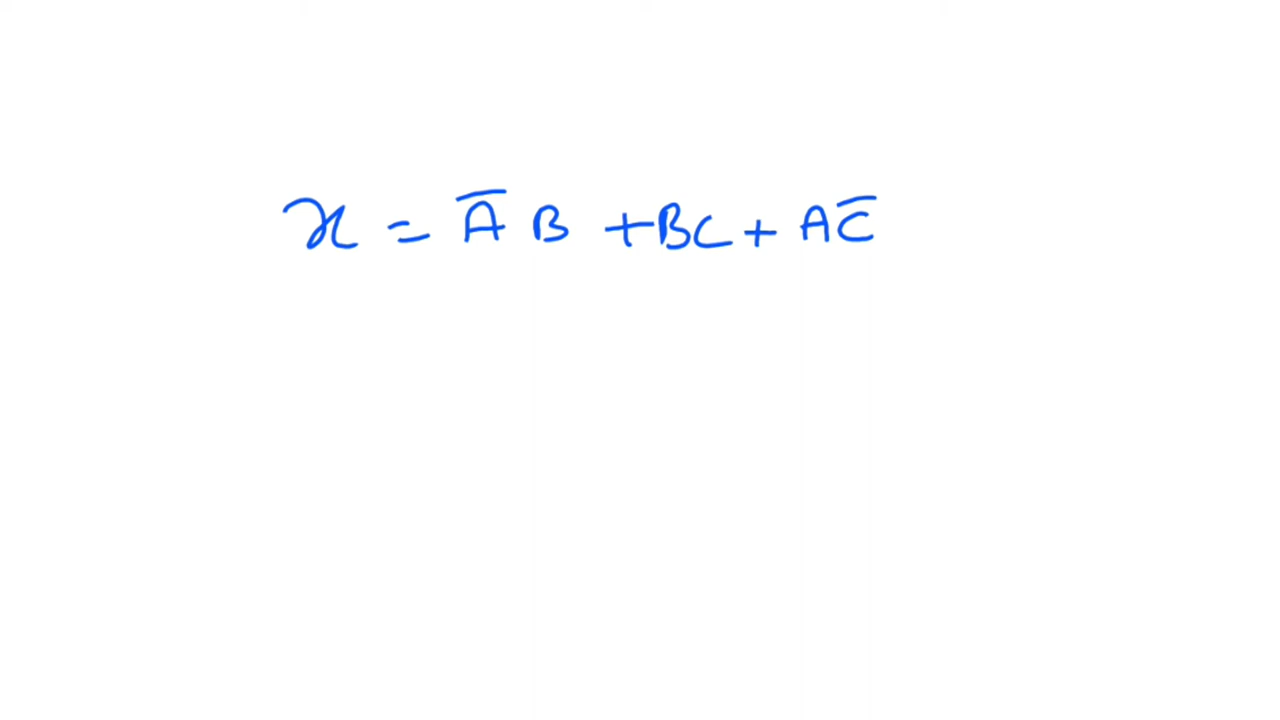 x = A̅ B + BC + AC̅